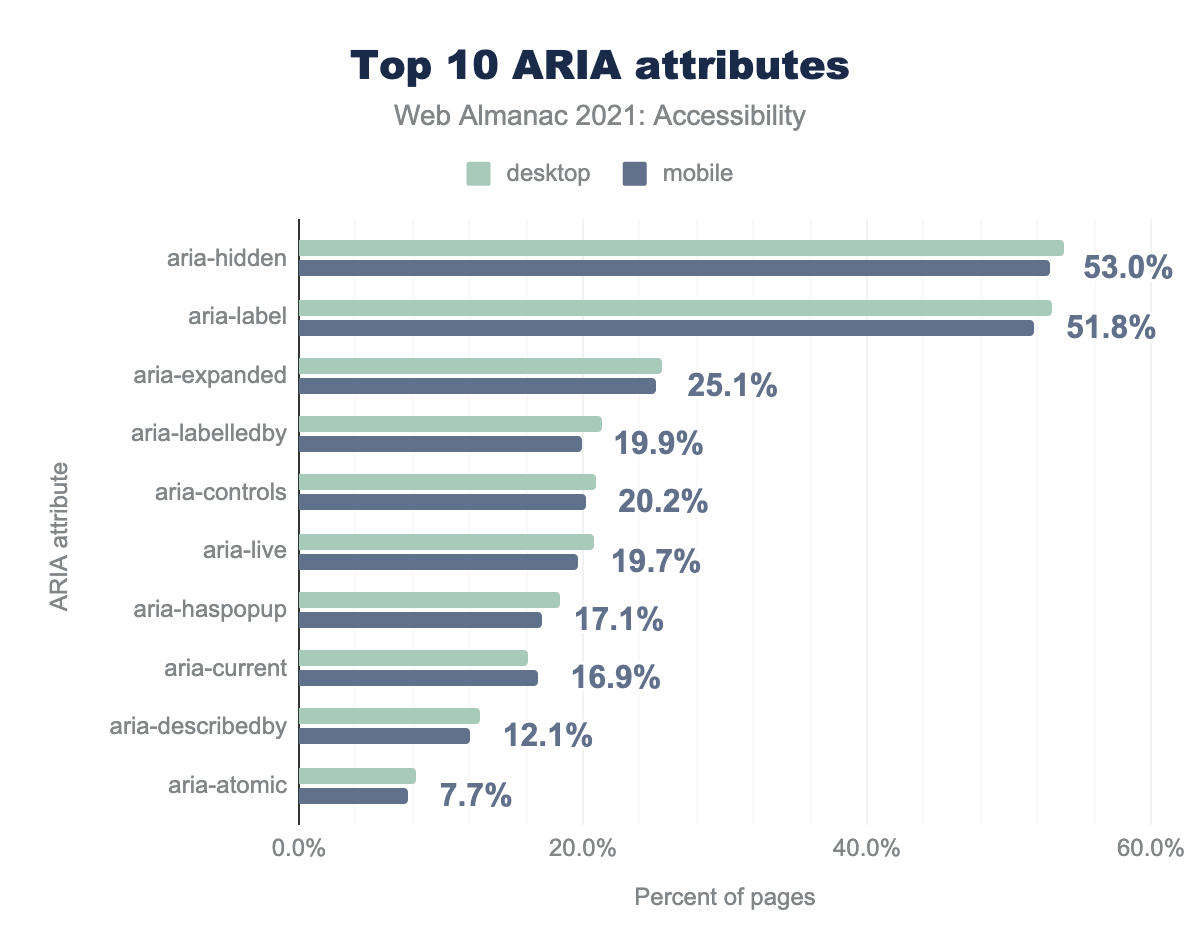 Top 10 ARIA attributes
Web Almanac 2021: Accessibility
desktop mobile
aria-hidden 53.0%
aria-label 51.8%
aria-expanded 25.1%
aria-labelledby 19.9%
aria-controls 20.2%
aria-live 19.7%
aria-haspopup 17.1%
aria-current 16.9%
aria-describedby 12.1%
aria-atomic 7.7%
ARIA attribute
0.0% 20.0% 40.0% 60.0%
Percent of pages